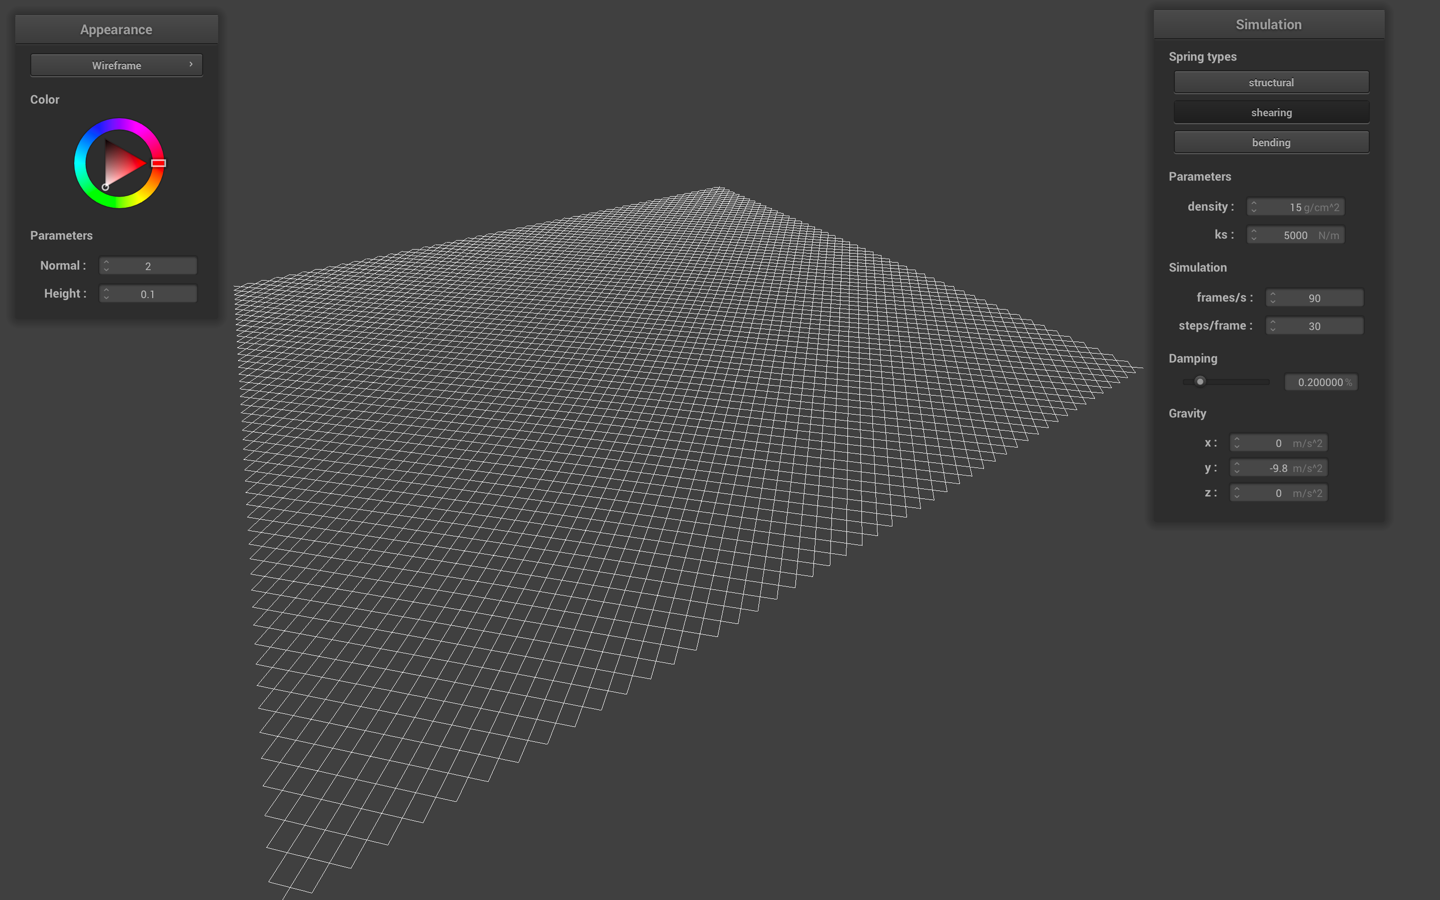 Appearance
Wireframe
Color
Parameters
Normal : 2
Height : 0.1
Simulation
Spring types
structural
shearing
bending
Parameters
density : 15 g/cm^2
ks : 5000 N/m
Simulation
frames/s : 90
steps/frame : 30
Damping
0.200000 %
Gravity
x : 0 m/s^2
y : -9.8 m/s^2
z : 0 m/s^2